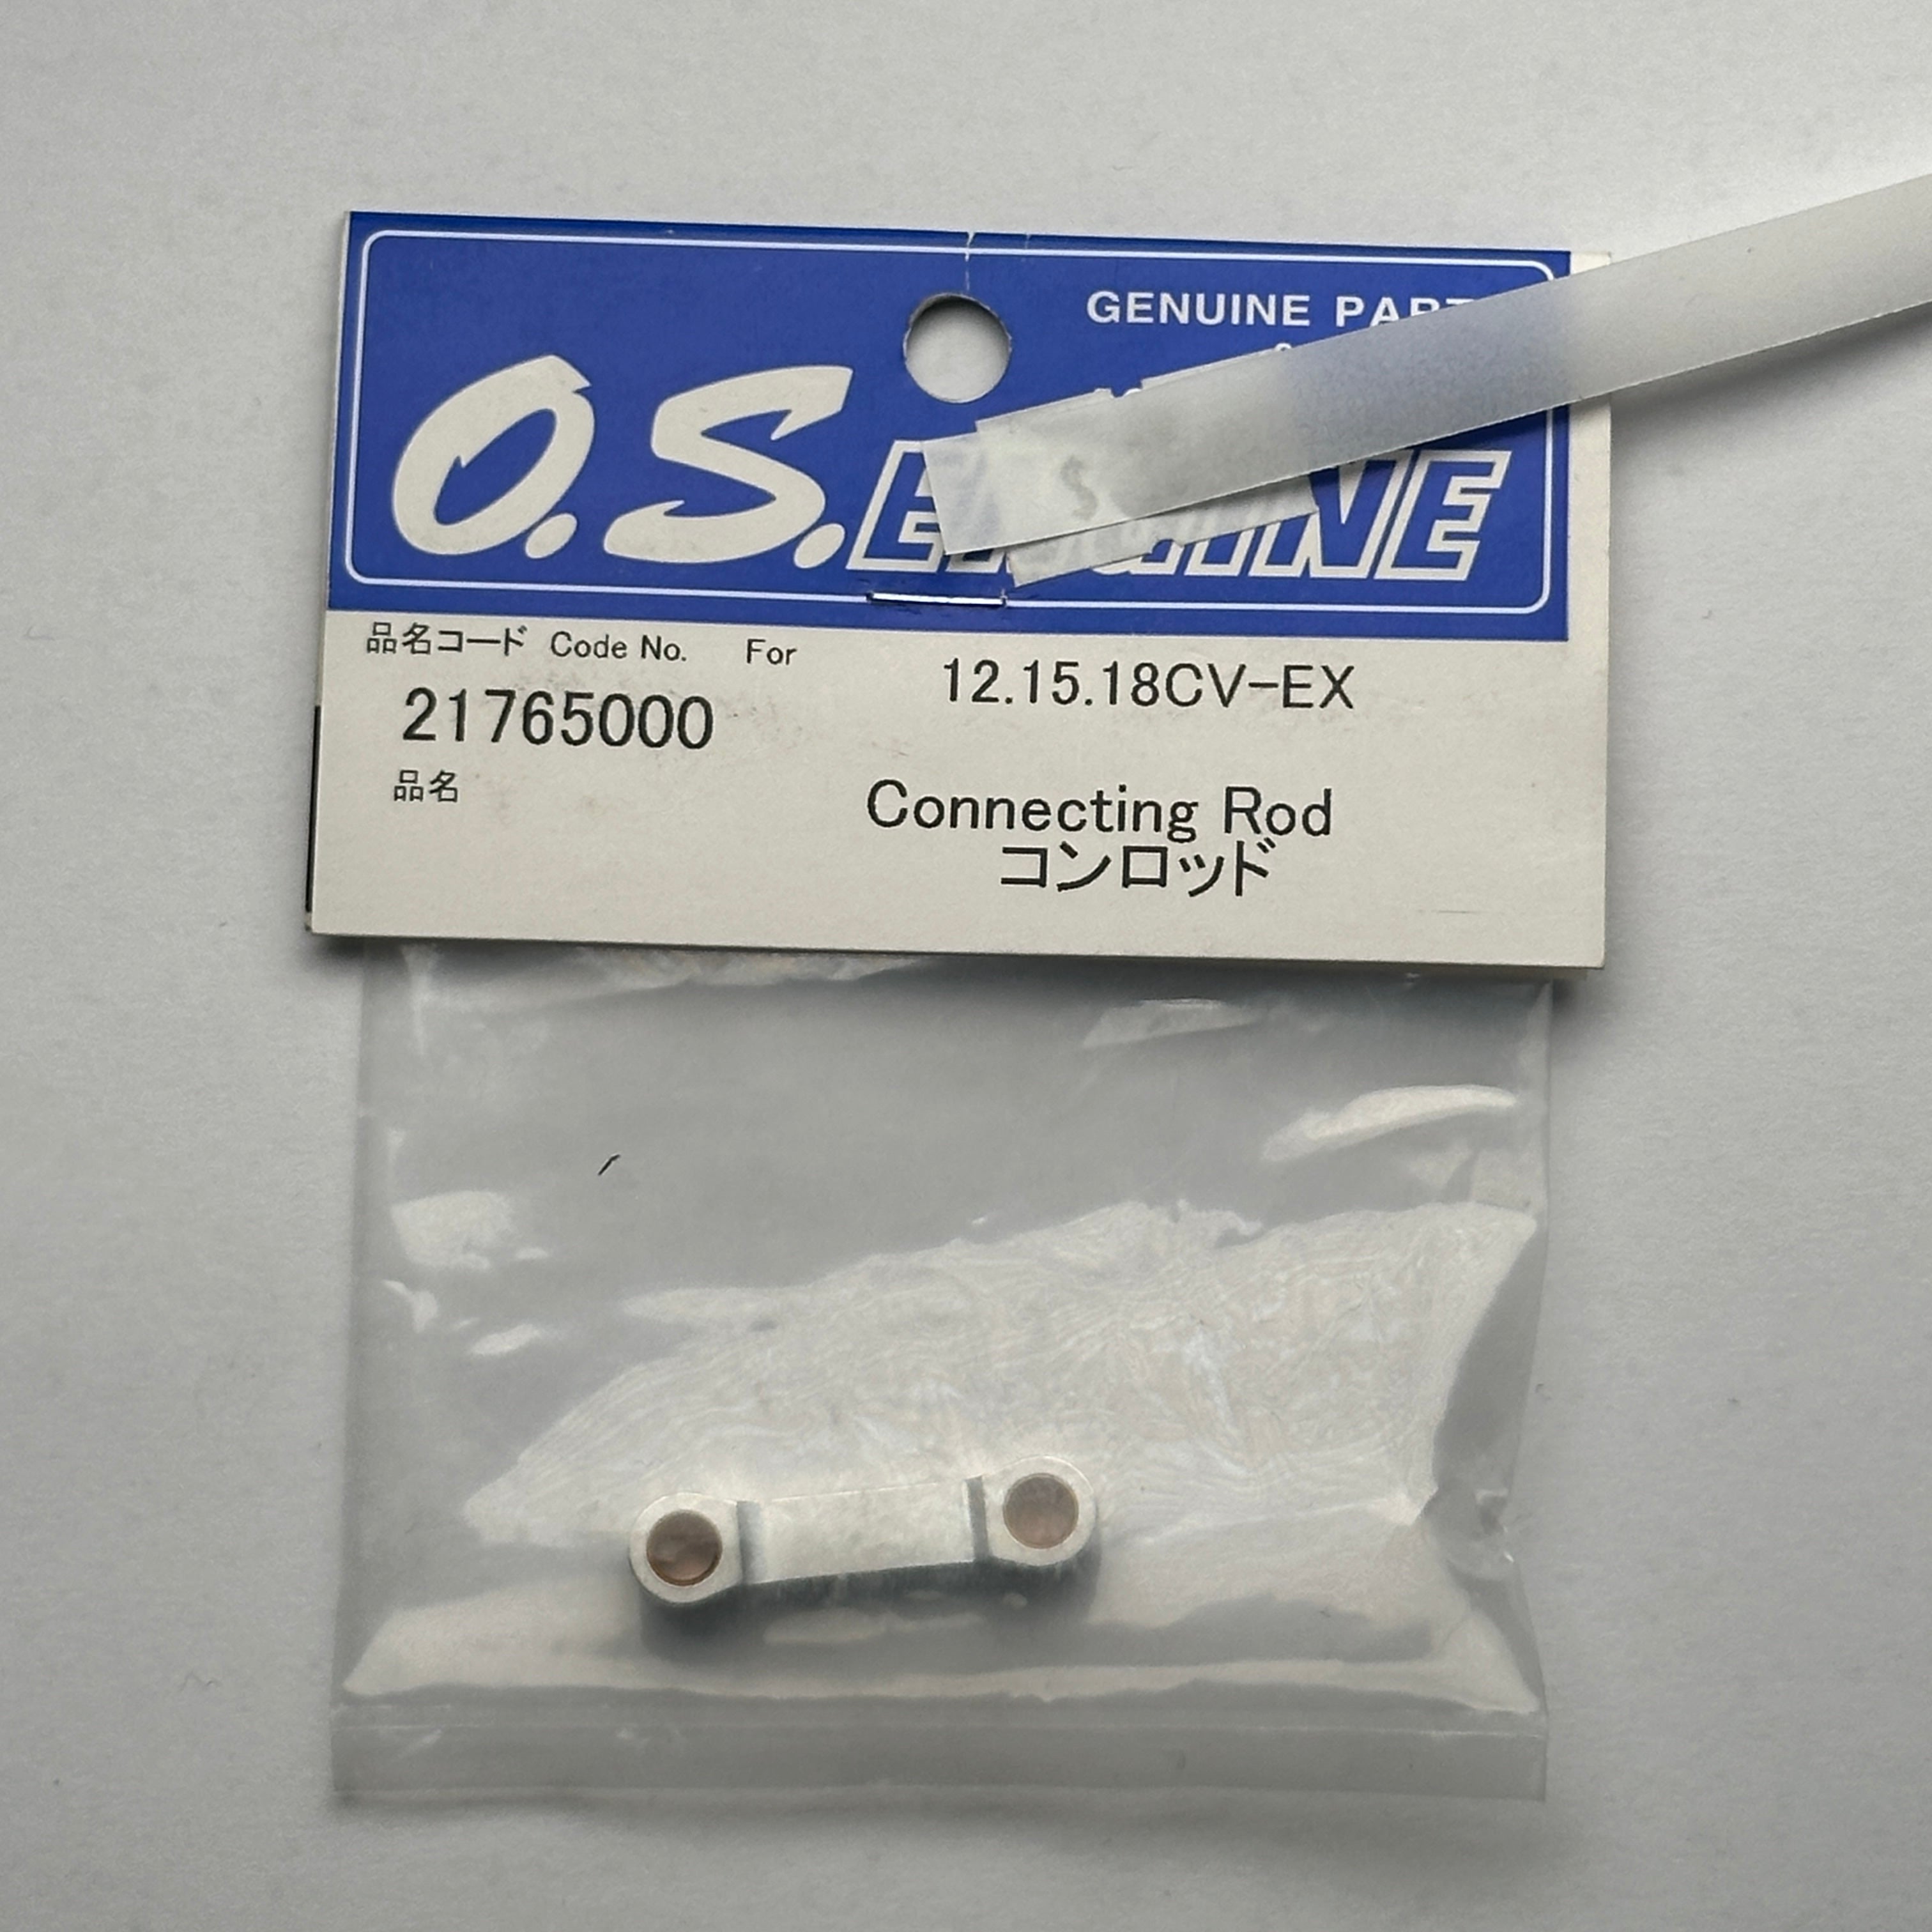 GENUINE
O.S.
品名コード Code No. For
12.15.18CV-EX
21765000
品名
Connecting Rod
コンロッド